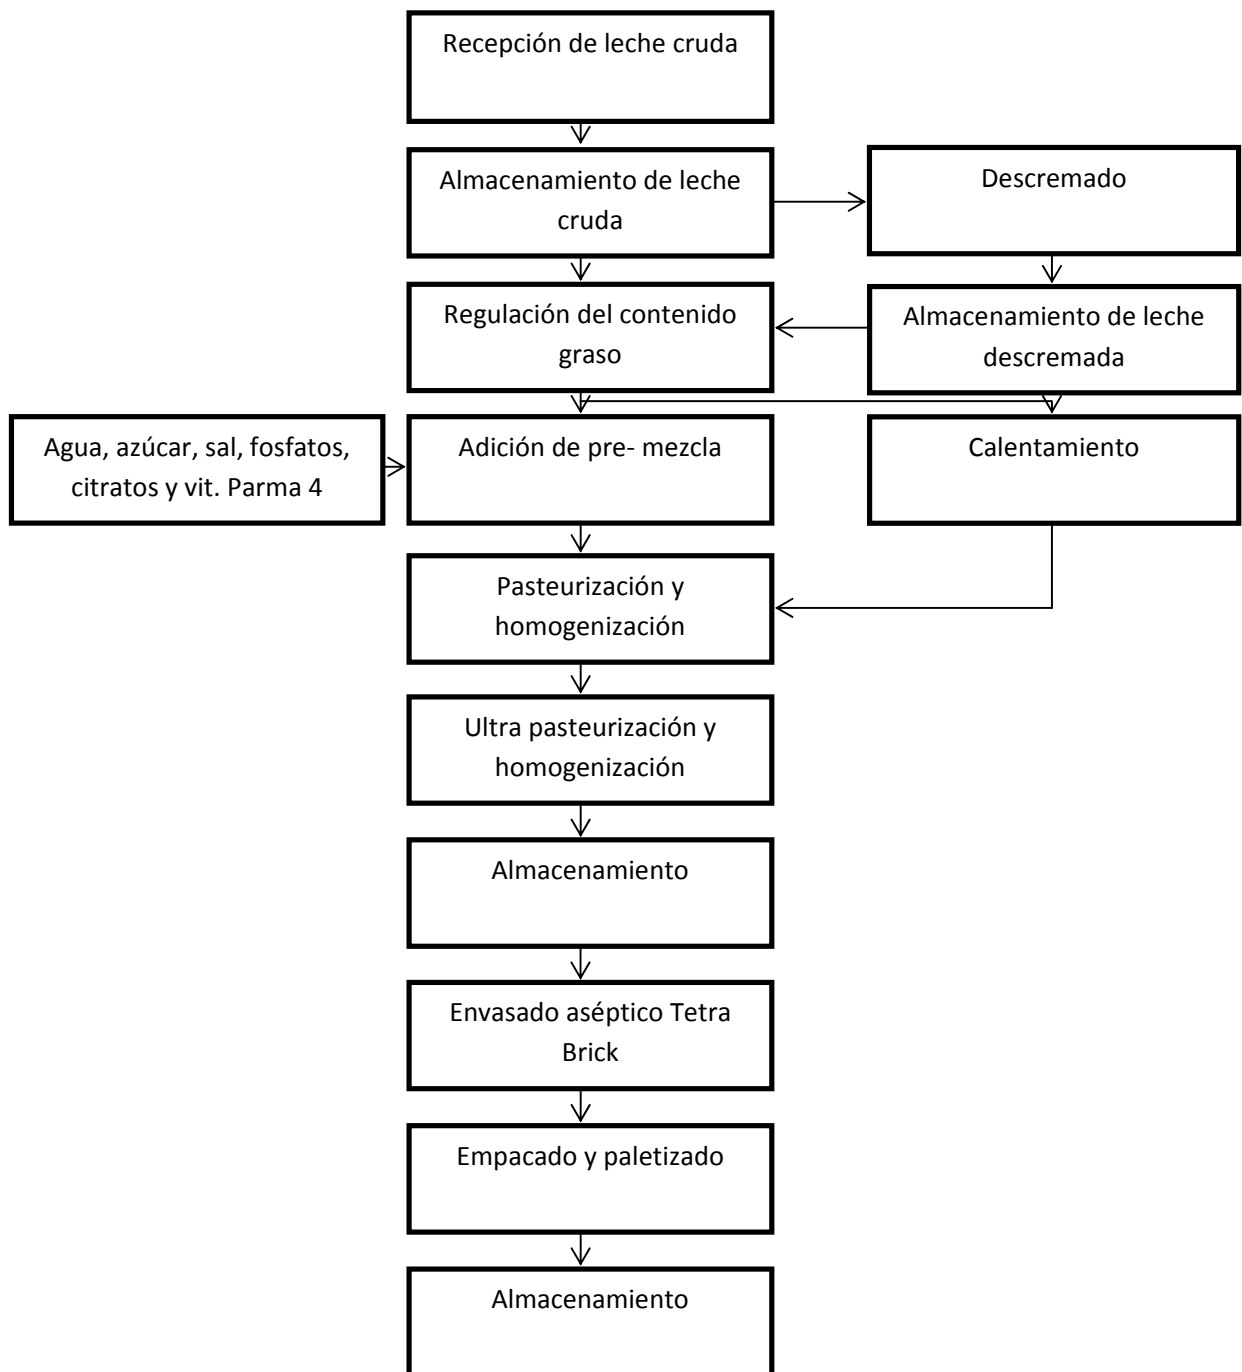 Recepción de leche cruda
Almacenamiento de leche
cruda
Descremado
Regulación del contenido
graso
Almacenamiento de leche
descremada
Agua, azúcar, sal, fosfatos,
citratos y vit. Parma 4
Adición de pre- mezcla
Calentamiento
Pasteurización y
homogenización
Ultra pasteurización y
homogenización
Almacenamiento
Envasado aséptico Tetra
Brick
Empacado y paletizado
Almacenamiento